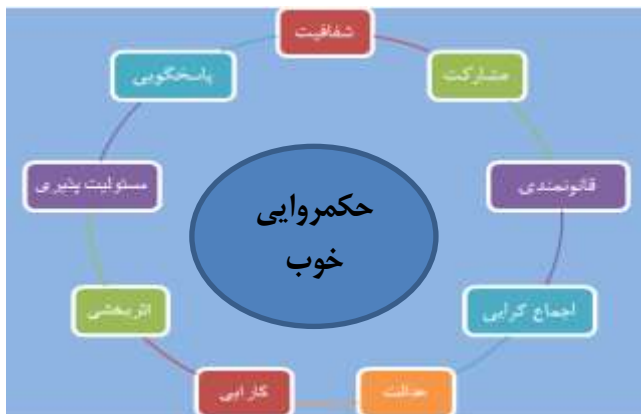 شفافیت
مشارکت
پاسخگویی
قانونمندی
مسئولیت پذیری
حکمروایی
خوب
اجماع گرایی
اثربخشی
عدالت
کارایی